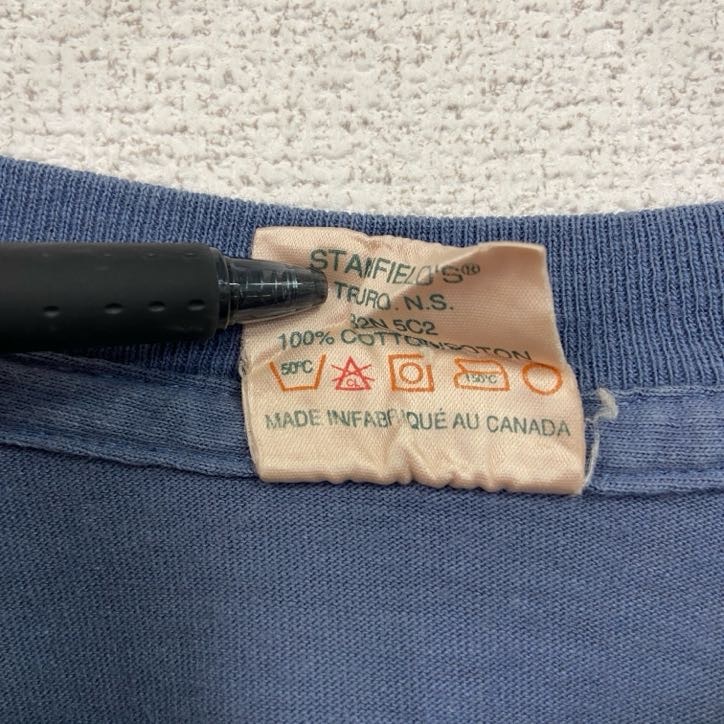 STANFIELD'S®
TRURO, N.S.
B2N 5C2
100% COTTON/COTON
50°C CL 150°C
MADE IN/FABRIQUÉ AU CANADA